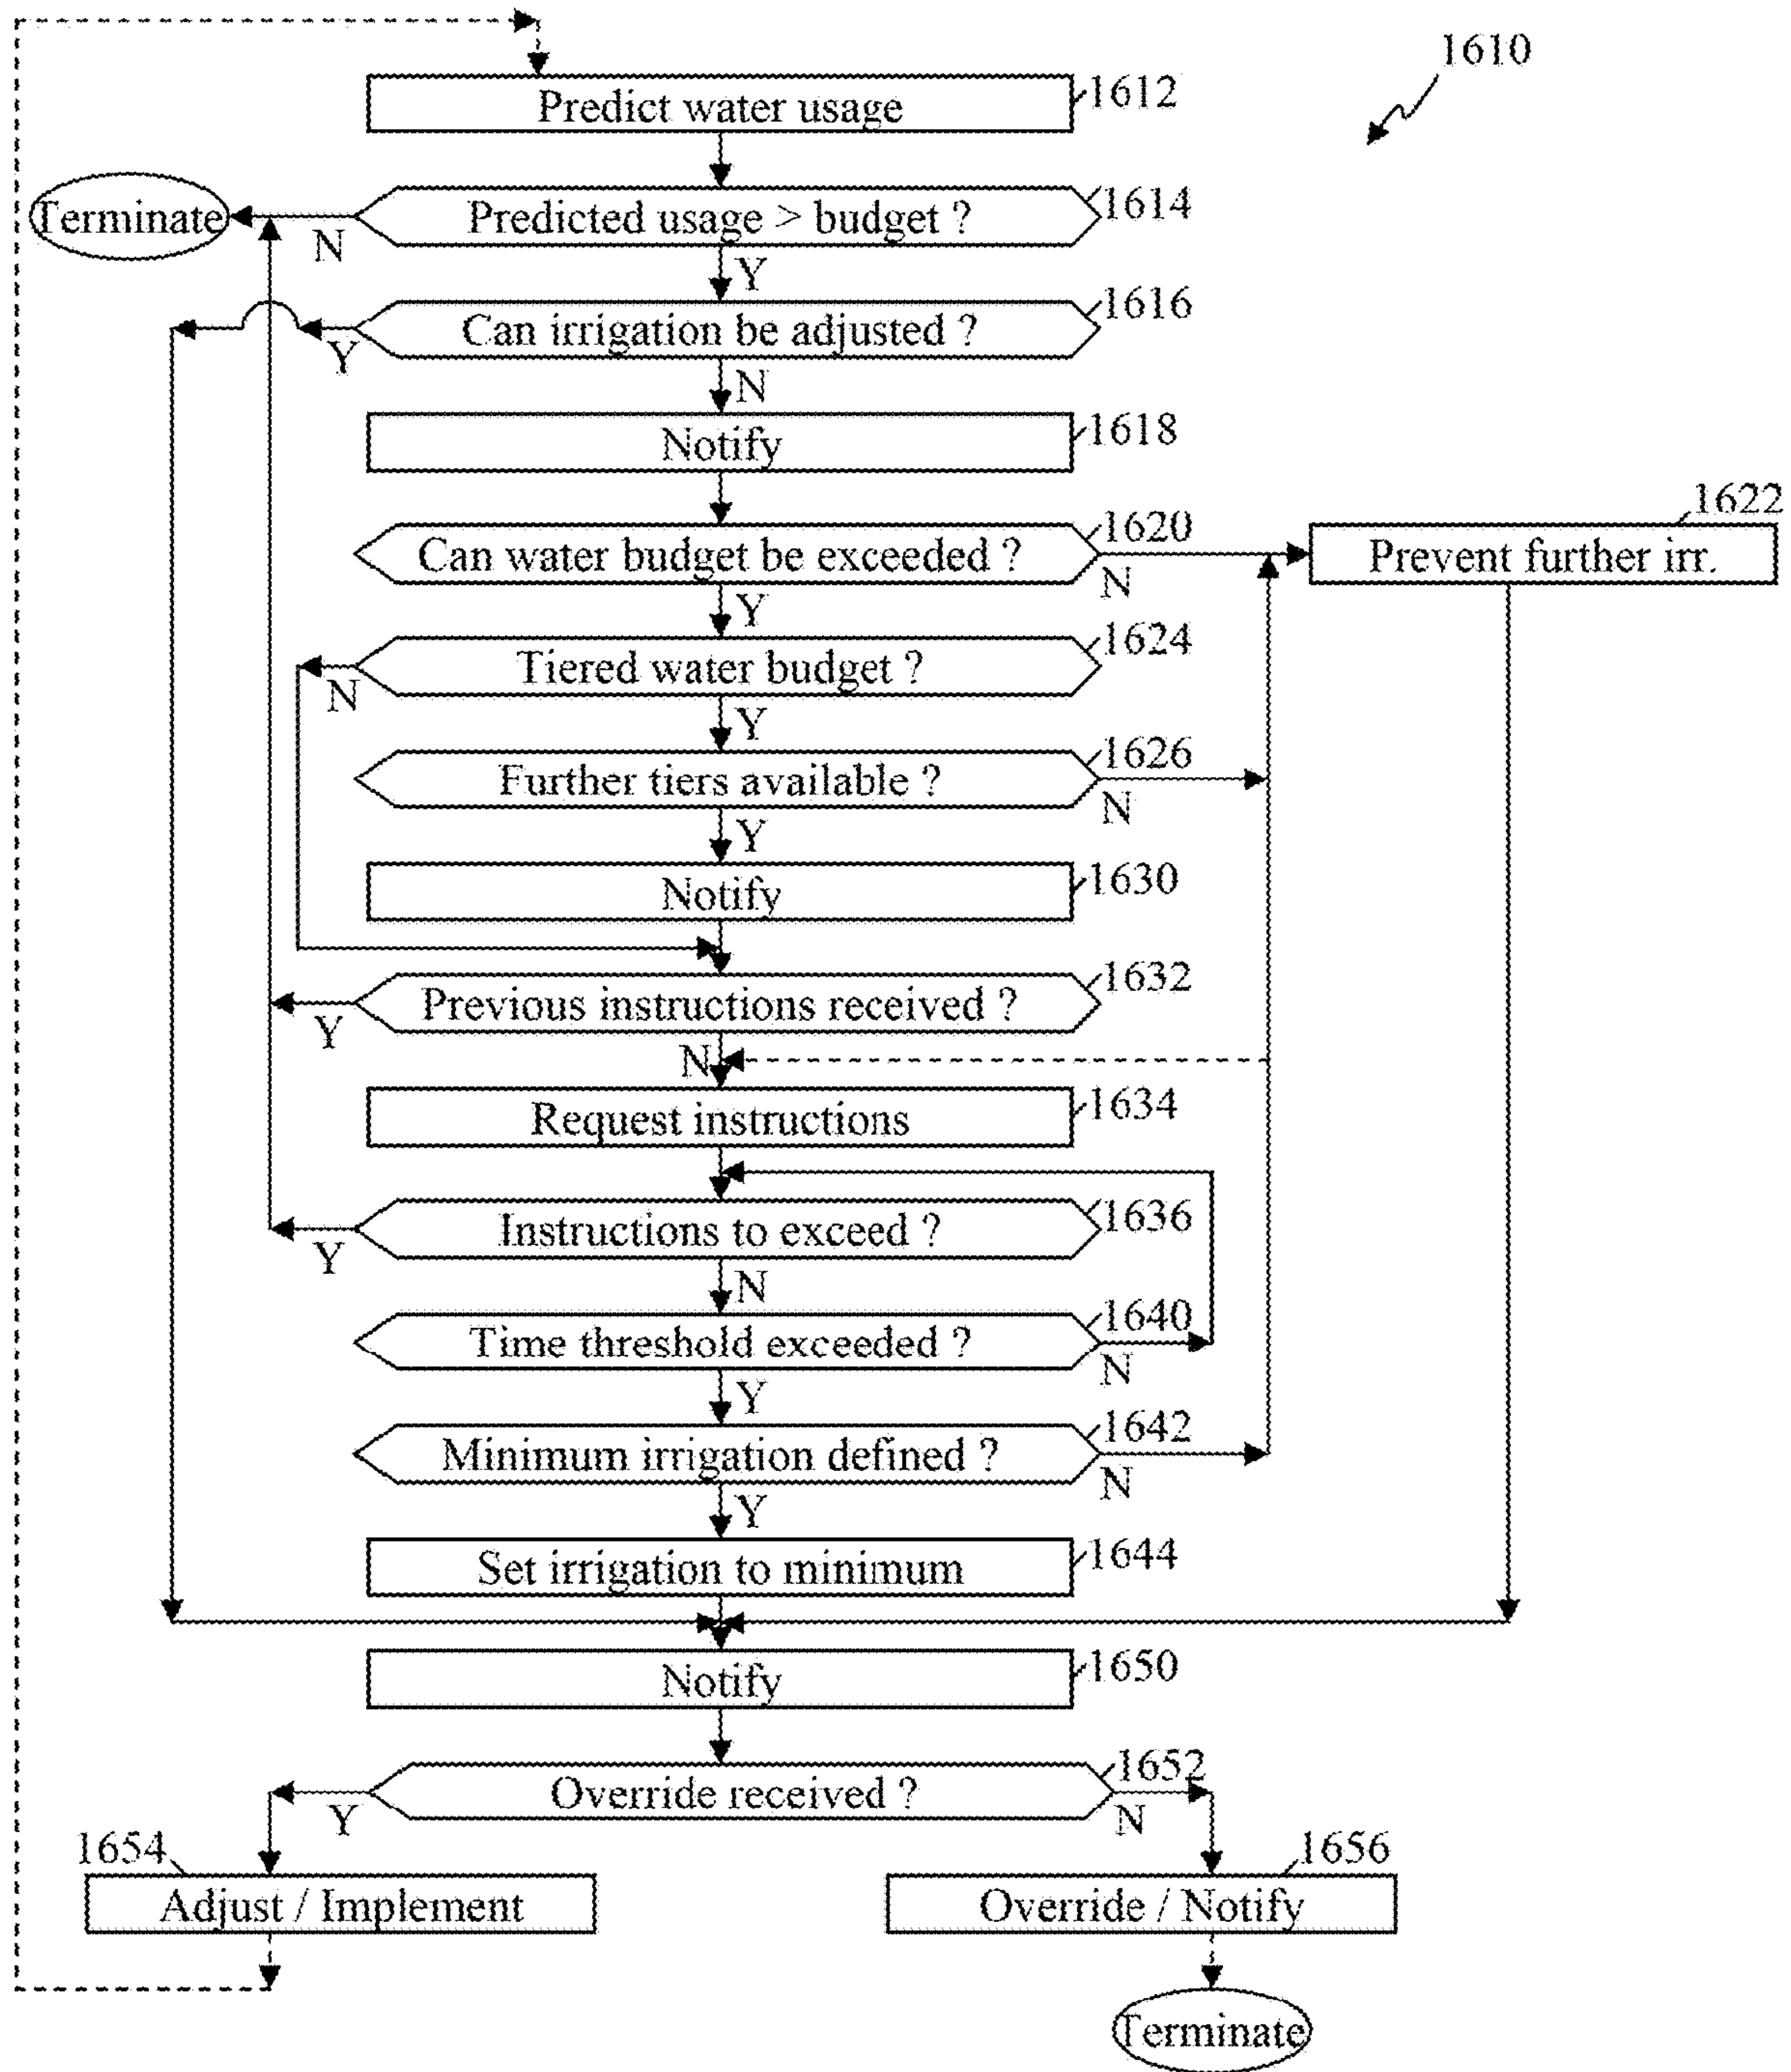 1610
Predict water usage
1612
Terminate
N
Predicted usage > budget ?
1614
Y
Y
Can irrigation be adjusted ?
1616
N
Notify
1618
Can water budget be exceeded ?
1620
N
1622
Prevent further irr.
Y
N
Tiered water budget ?
1624
Y
Further tiers available ?
1626
N
Y
Notify
1630
Y
Previous instructions received ?
1632
N
Request instructions
1634
Y
Instructions to exceed ?
1636
N
Time threshold exceeded ?
1640
N
Y
Minimum irrigation defined ?
1642
N
Y
Set irrigation to minimum
1644
Notify
1650
Y
Override received ?
1652
N
1654
Adjust / Implement
1656
Override / Notify
Terminate